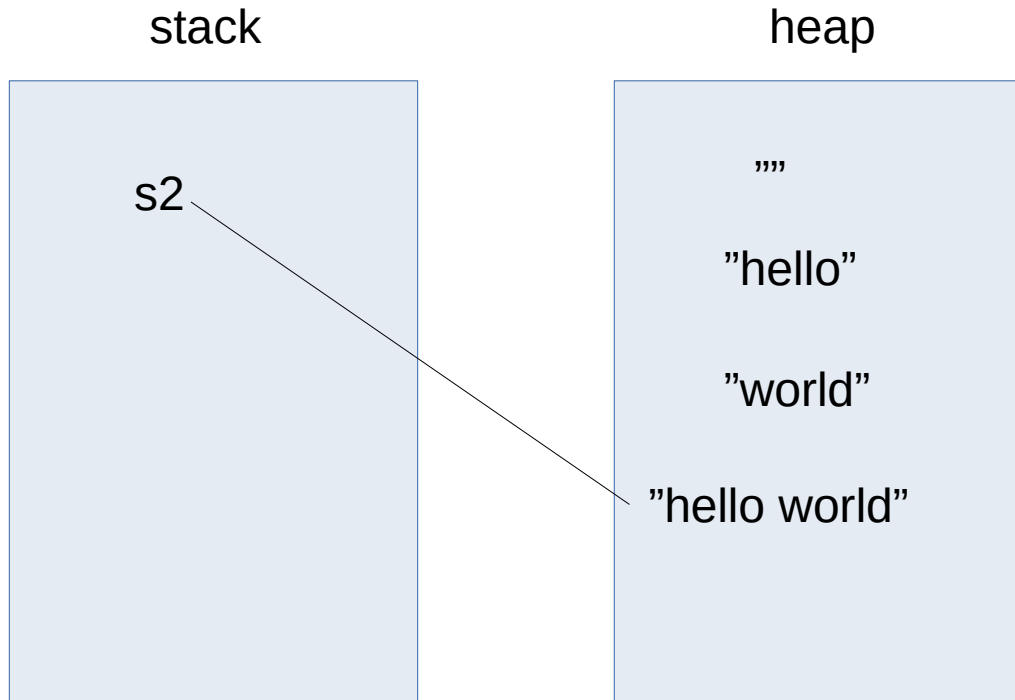 stack
heap
s2
””
”hello”
”world”
”hello world”